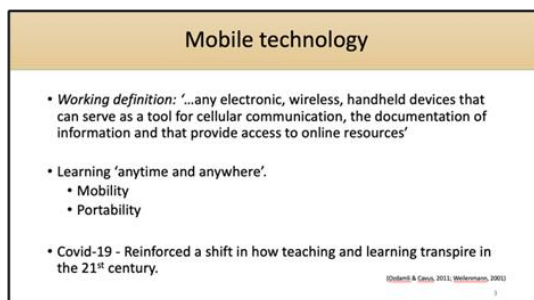 Mobile technology
• Working definition: ‘…any electronic, wireless, handheld devices that
can serve as a tool for cellular communication, the documentation of
information and that provide access to online resources’
• Learning ‘anytime and anywhere’.
• Mobility
• Portability
• Covid-19 - Reinforced a shift in how teaching and learning transpire in
the 21st century.
(Ozdamli & Cavus, 2011; Weilenmann, 2001)
3